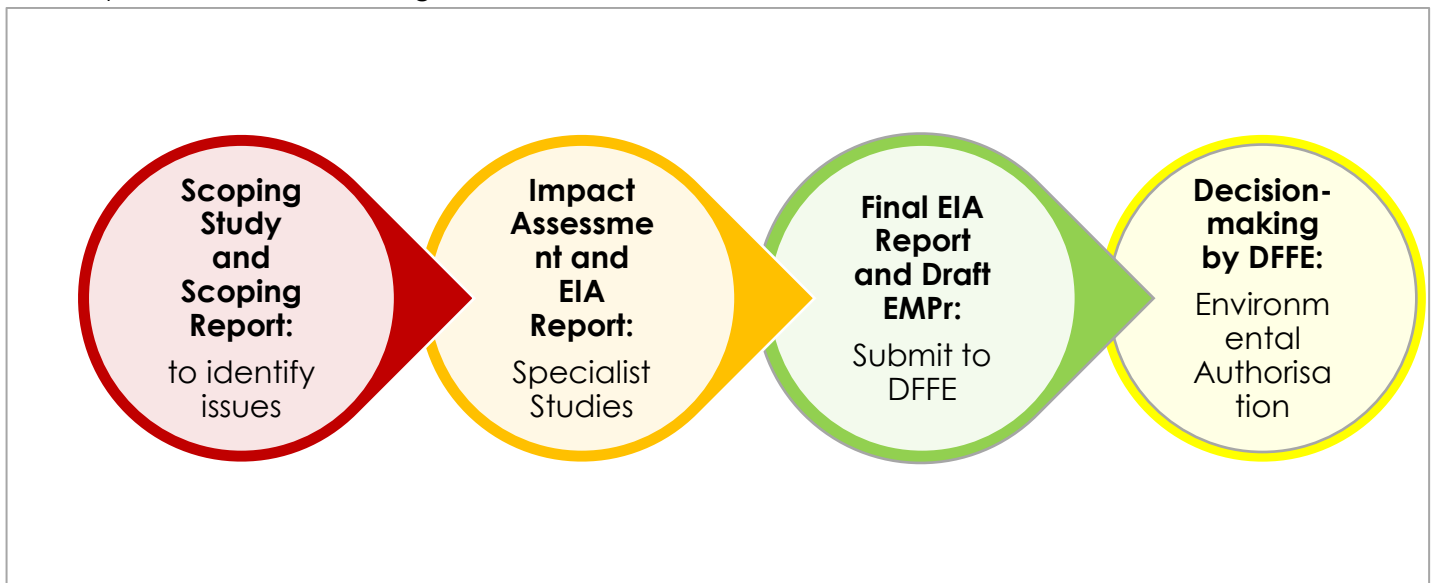 Scoping
Study
and
Scoping
Report:
to identify
issues
Impact
Assessme
nt and
EIA
Report:
Specialist
Studies
Final EIA
Report
and Draft
EMPr:
Submit to
DFFE
Decision-
making
by DFFE:
Environm
ental
Authorisa
tion